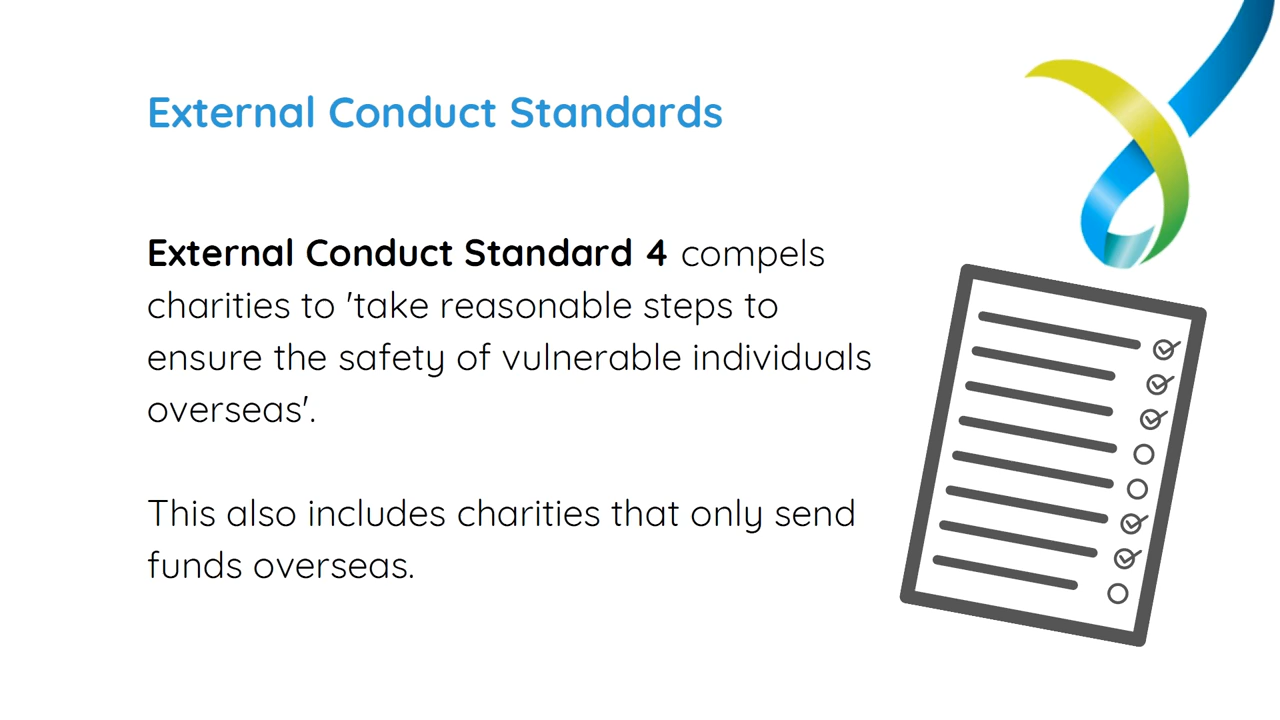 External Conduct Standards
External Conduct Standard 4 compels
charities to 'take reasonable steps to
ensure the safety of vulnerable individuals
overseas'.
This also includes charities that only send
funds overseas.